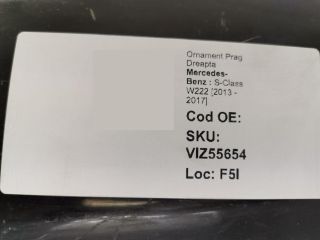 Ornament Prag
Dreapta
Mercedes-
Benz : S-Class
W222 [2013 -
2017]
Cod OE:
SKU:
VIZ55654
Loc: F5I